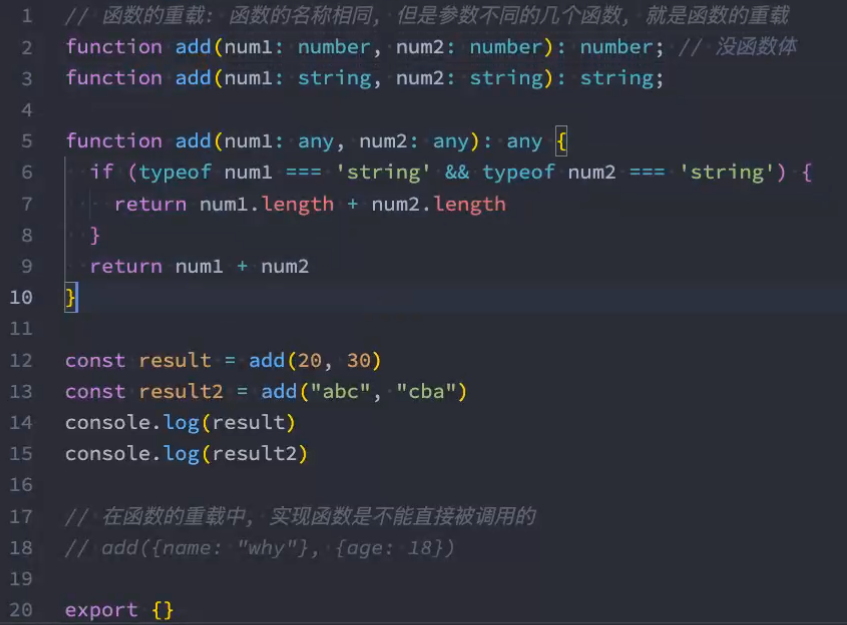 1 // 函数的重载: 函数的名称相同, 但是参数不同的几个函数, 就是函数的重载
2 function add(num1: number, num2: number): number; // 没函数体
3 function add(num1: string, num2: string): string;
4
5 function add(num1: any, num2: any): any {
6 if (typeof num1 === 'string' && typeof num2 === 'string') {
7 return num1.length + num2.length
8 }
9 return num1 + num2
10 }
11
12 const result = add(20, 30)
13 const result2 = add("abc", "cba")
14 console.log(result)
15 console.log(result2)
16
17 // 在函数的重载中, 实现函数是不能直接被调用的
18 // add({name: "why"}, {age: 18})
19
20 export {}